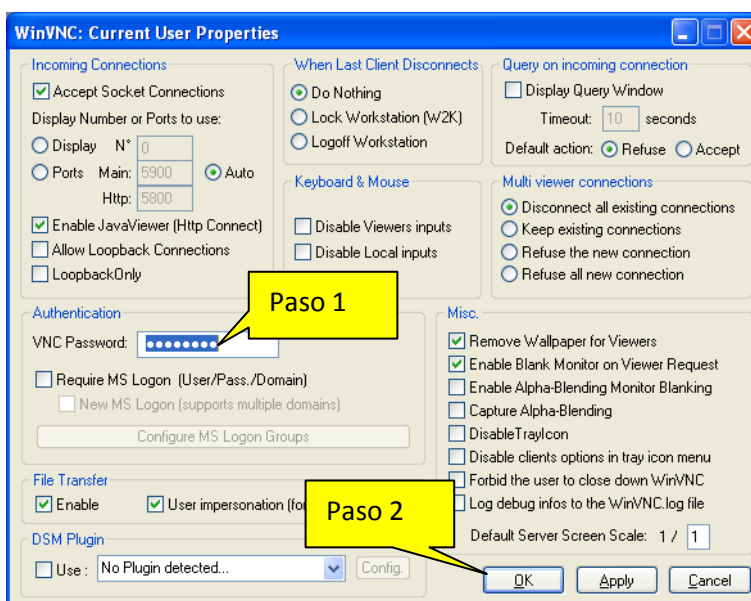 WinVNC: Current User Properties
Incoming Connections
Accept Socket Connections
Display Number or Ports to use:
Display N° 0
Ports Main: 5900 Auto
Http: 5800
Enable JavaViewer (Http Connect)
Allow Loopback Connections
LoopbackOnly
When Last Client Disconnects
Do Nothing
Lock Workstation (W2K)
Logoff Workstation
Keyboard & Mouse
Disable Viewers inputs
Disable Local inputs
Query on incoming connection
Display Query Window
Timeout: 10 seconds
Default action: Refuse Accept
Multi viewer connections
Disconnect all existing connections
Keep existing connections
Refuse the new connection
Refuse all new connection
Paso 1
Authentication
VNC Password:
Require MS Logon (User/Pass./Domain)
New MS Logon (supports multiple domains)
Configure MS Logon Groups
File Transfer
Enable User impersonation
DSM Plugin
Use : No Plugin detected... Config.
Paso 2
Misc.
Remove Wallpaper for Viewers
Enable Blank Monitor on Viewer Request
Enable Alpha-Blending Monitor Blanking
Capture Alpha-Blending
DisableTrayIcon
Disable clients options in tray icon menu
Forbid the user to close down WinVNC
Log debug infos to the WinVNC.log file
Default Server Screen Scale: 1 / 1
OK Apply Cancel